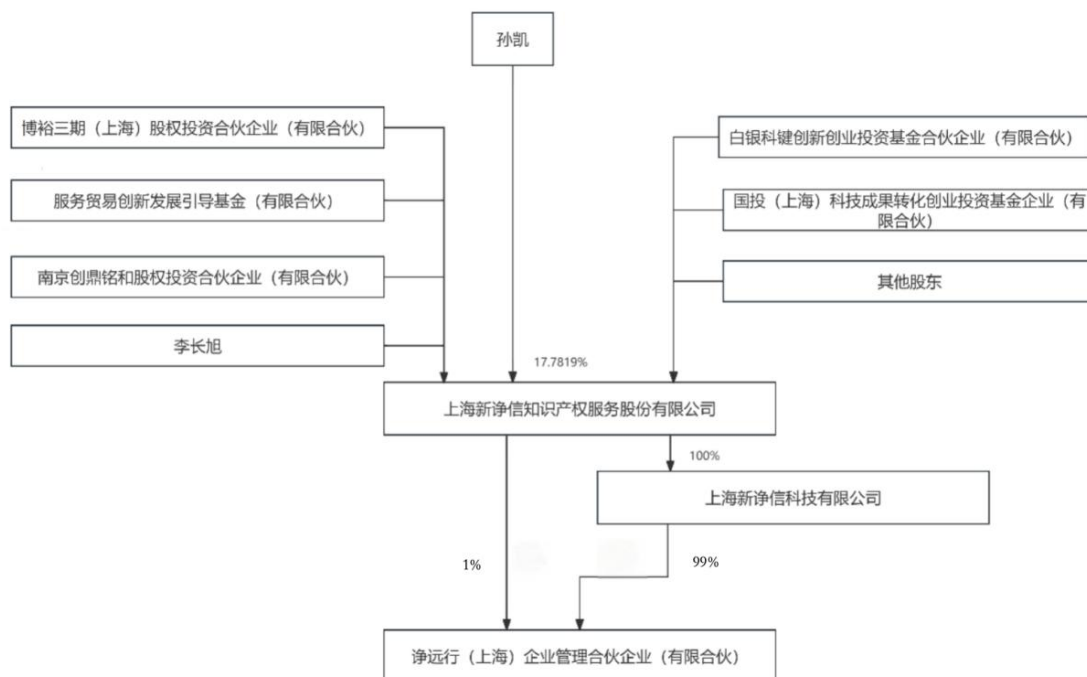 孙凯
博裕三期（上海）股权投资合伙企业（有限合伙）
白银科键创新创业投资基金合伙企业（有限合伙）
服务贸易创新发展引导基金（有限合伙）
国投（上海）科技成果转化创业投资基金企业（有
限合伙）
南京创鼎铭和股权投资合伙企业（有限合伙）
其他股东
李长旭
17.7819%
上海新诤信知识产权服务股份有限公司
100%
上海新诤信科技有限公司
1%
99%
诤远行（上海）企业管理合伙企业（有限合伙）